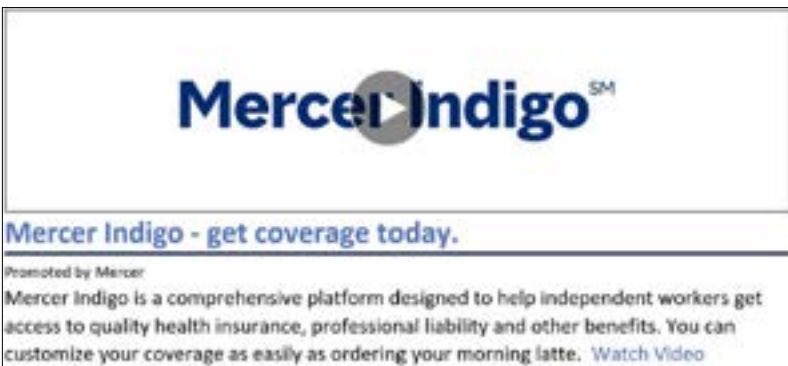 Mercer Indigo℠
Mercer Indigo - get coverage today.
Promoted by Mercer
Mercer Indigo is a comprehensive platform designed to help independent workers get
access to quality health insurance, professional liability and other benefits. You can
customize your coverage as easily as ordering your morning latte. Watch Video